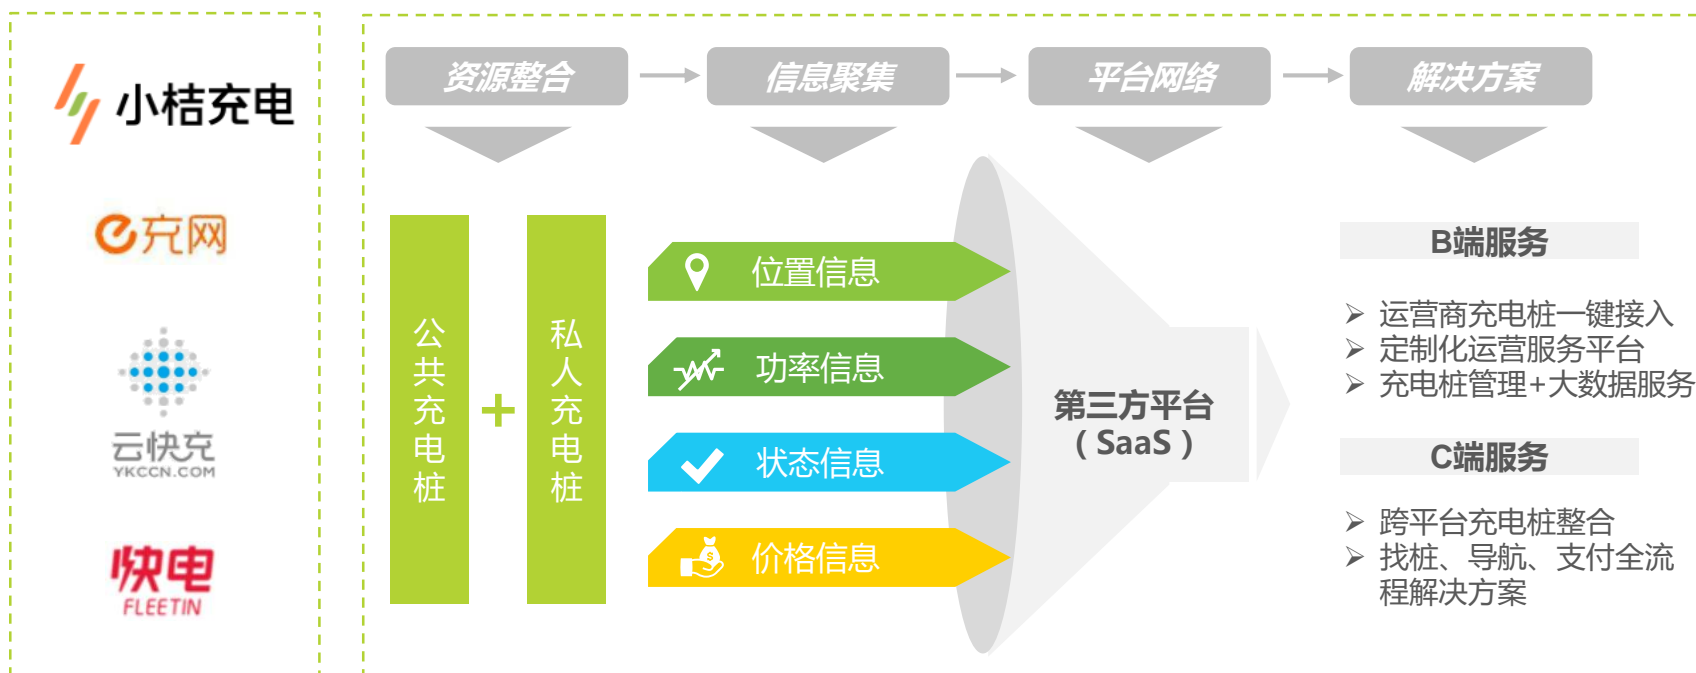 小桔充电
e充网
云快充
YKCCN.COM
快电
FLEETIN
资源整合
信息聚集
平台网络
解决方案
公共充电桩
+
私人充电桩
位置信息
功率信息
状态信息
$
价格信息
第三方平台
（SaaS）
B端服务
➢ 运营商充电桩一键接入
➢ 定制化运营服务平台
➢ 充电桩管理+大数据服务
C端服务
➢ 跨平台充电桩整合
➢ 找桩、导航、支付全流
程解决方案